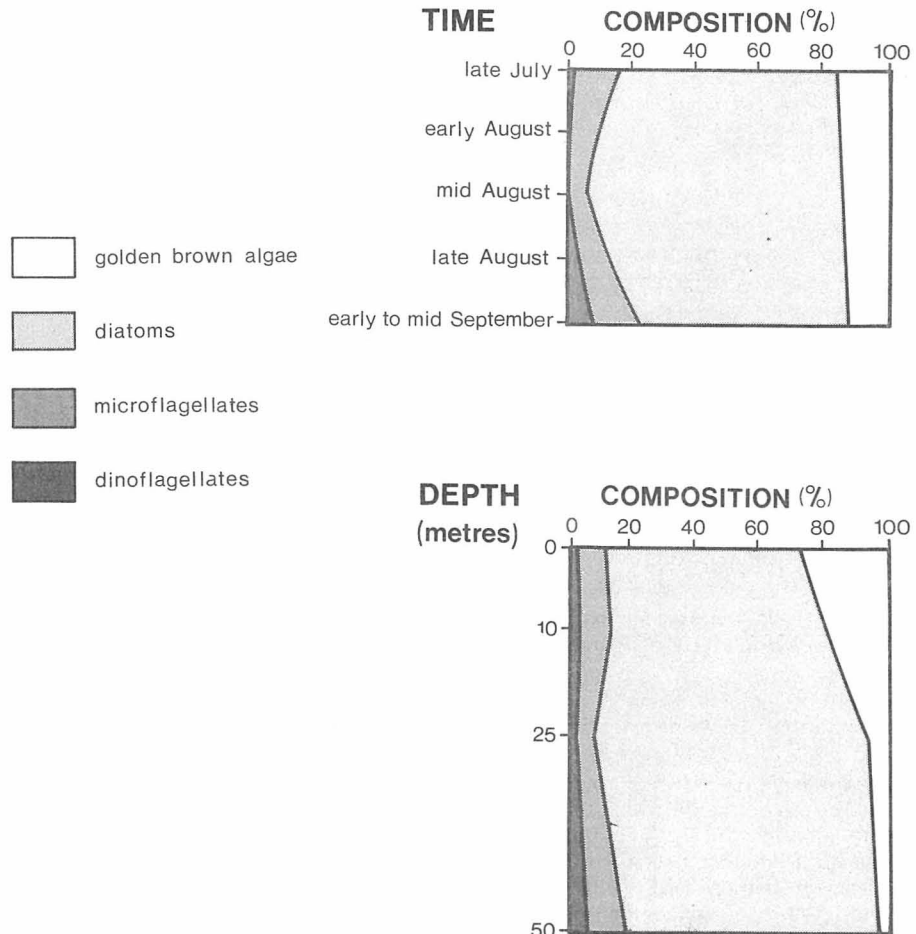 TIME COMPOSITION (%)
0 20 40 60 80 100
late July
early August
mid August
late August
early to mid September
golden brown algae
diatoms
microflagellates
dinoflagellates
DEPTH COMPOSITION (%)
(metres) 0 20 40 60 80 100
0
10
25
50